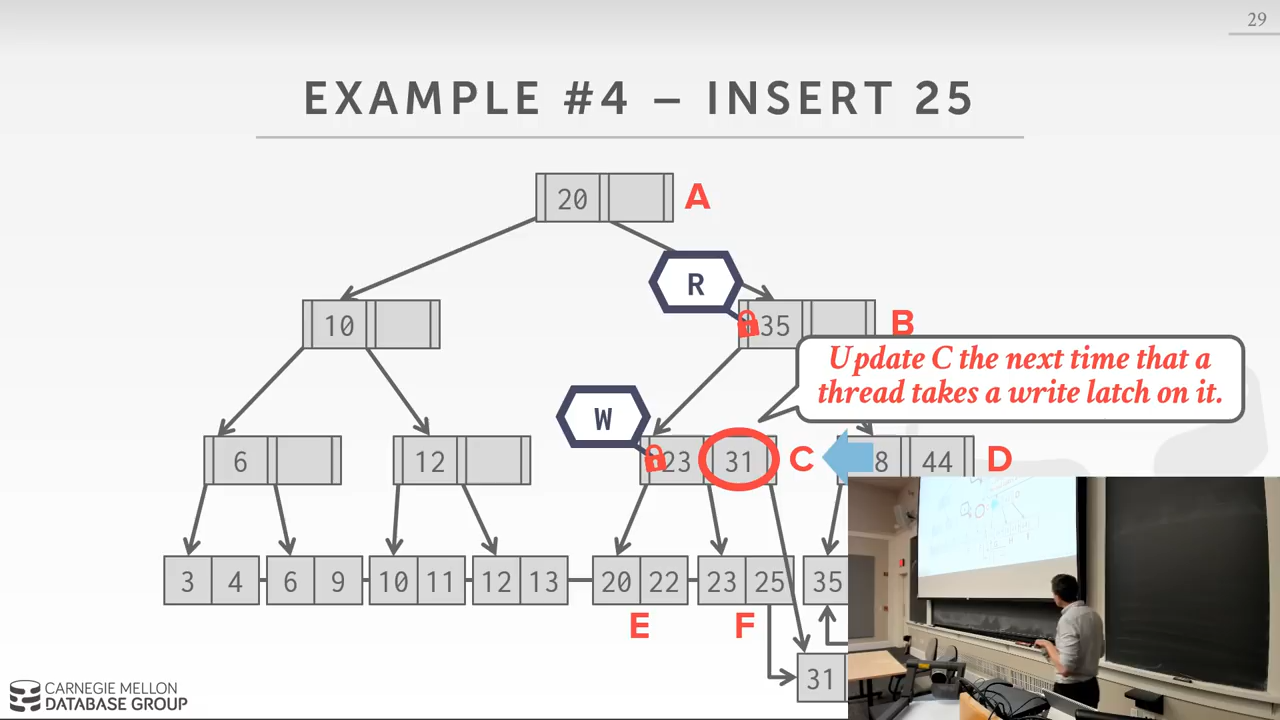 29
EXAMPLE #4 – INSERT 25
20 A
R
10 35 B
Update C the next time that a
thread takes a write latch on it.
W
6 12 23 31 C 8 44 D
3 4 6 9 10 11 12 13 20 22 23 25 35
E F
31
CARNEGIE MELLON
DATABASE GROUP